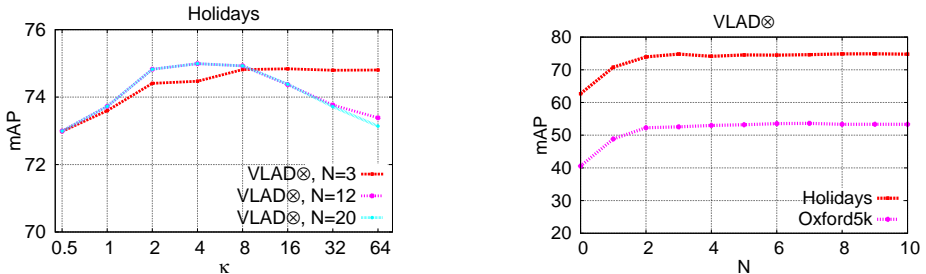 Holidays
mAP
76
74
72
70
0.5 1 2 4 8 16 32 64
κ
VLAD⊗, N=3
VLAD⊗, N=12
VLAD⊗, N=20
VLAD⊗
mAP
80
70
60
50
40
30
20
0 2 4 6 8 10
N
Holidays
Oxford5k